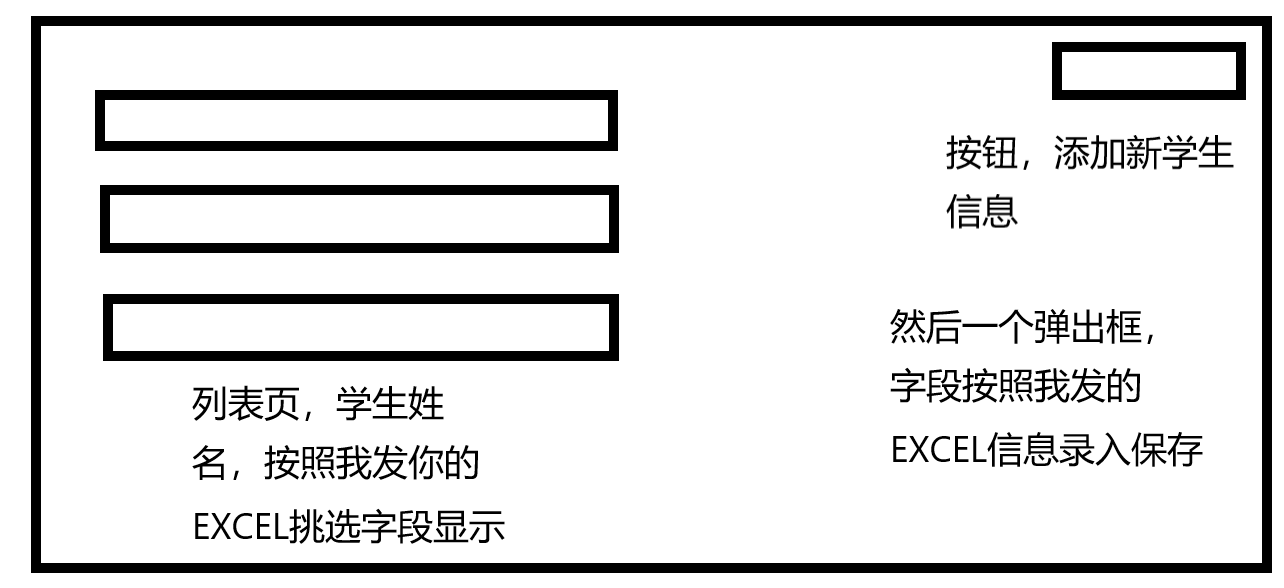 按钮，添加新学生
信息
然后一个弹出框，
字段按照我发的
EXCEL信息录入保存
列表页，学生姓
名，按照我发你的
EXCEL挑选字段显示